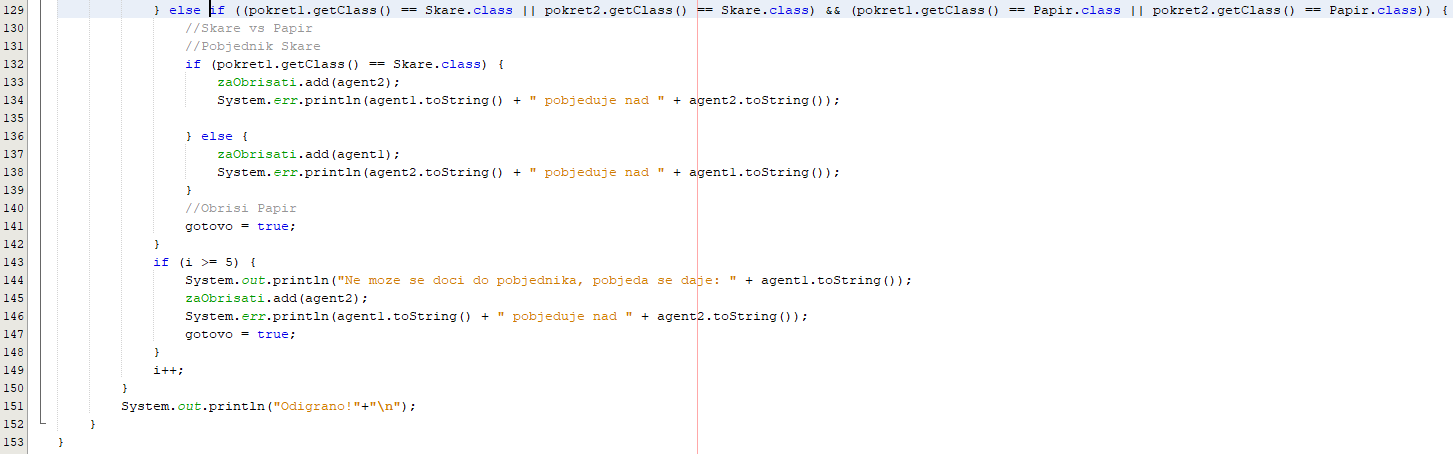 129 } else if ((pokret1.getClass() == Skare.class || pokret2.getClass() == Skare.class) && (pokret1.getClass() == Papir.class || pokret2.getClass() == Papir.class)) {
130 //Skare vs Papir
131 //Pobjednik Skare
132 if (pokret1.getClass() == Skare.class) {
133 zaObrisati.add(agent2);
134 System.err.println(agent1.toString() + " pobjeduje nad " + agent2.toString());
135
136 } else {
137 zaObrisati.add(agent1);
138 System.err.println(agent2.toString() + " pobjeduje nad " + agent1.toString());
139 }
140 //Obrisi Papir
141 gotovo = true;
142 }
143 if (i >= 5) {
144 System.out.println("Ne moze se doci do pobjednika, pobjeda se daje: " + agent1.toString());
145 zaObrisati.add(agent2);
146 System.err.println(agent1.toString() + " pobjeduje nad " + agent2.toString());
147 gotovo = true;
148 }
149 i++;
150 }
151 System.out.println("Odigrano!"+"\n");
152 }
153 }